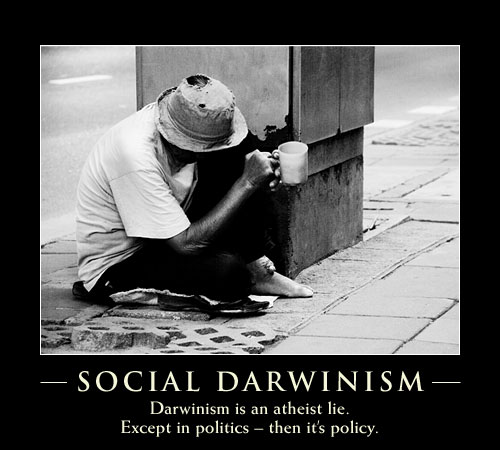 SOCIAL DARWINISM
Darwinism is an atheist lie.
Except in politics – then it's policy.